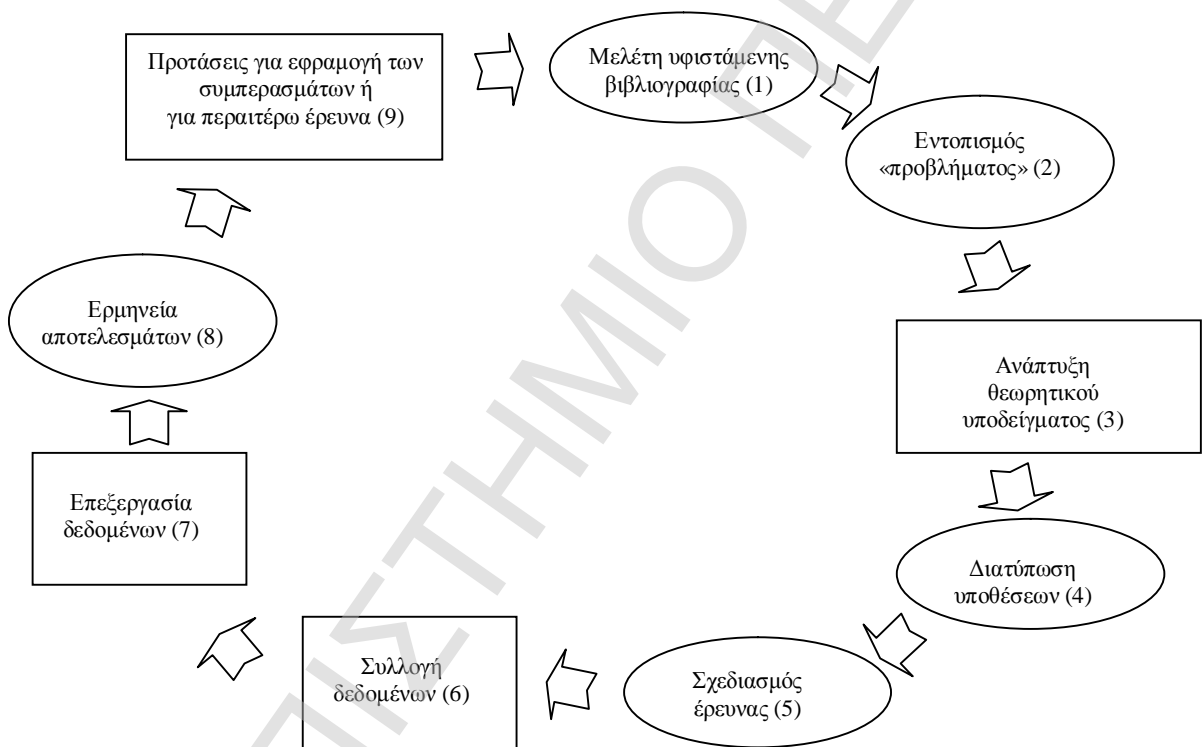 Μελέτη υφιστάμενης
βιβλιογραφίας (1)
Εντοπισμός
«προβλήματος» (2)
Ανάπτυξη
θεωρητικού
υποδείγματος (3)
Διατύπωση
υποθέσεων (4)
Σχεδιασμός
έρευνας (5)
Συλλογή
δεδομένων (6)
Επεξεργασία
δεδομένων (7)
Ερμηνεία
αποτελεσμάτων (8)
Προτάσεις για εφραμογή των
συμπερασμάτων ή
για περαιτέρω έρευνα (9)